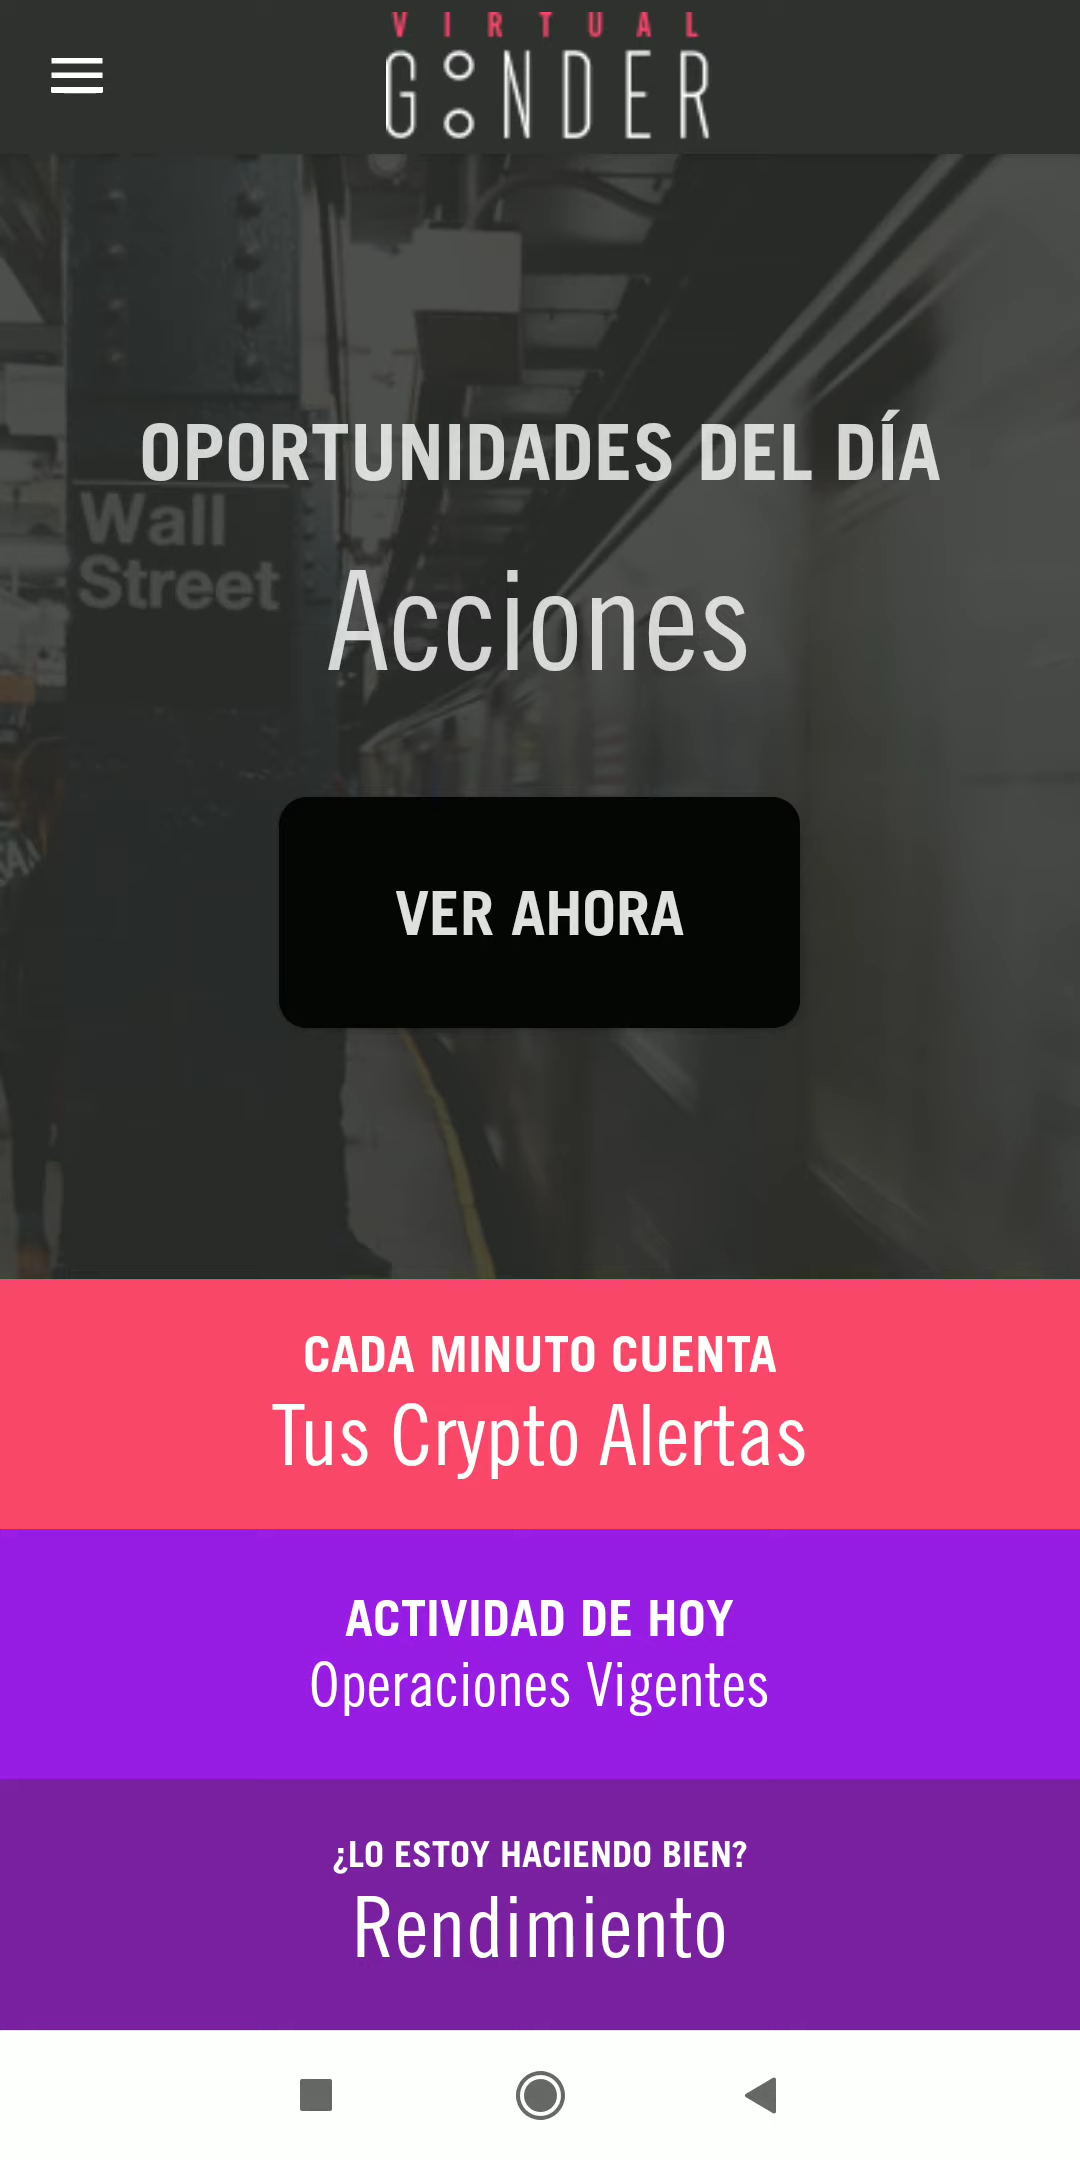 VIRTUAL
GOONDER
OPORTUNIDADES DEL DÍA
Wall
Street
Acciones
VER AHORA
CADA MINUTO CUENTA
Tus Crypto Alertas
ACTIVIDAD DE HOY
Operaciones Vigentes
¿LO ESTOY HACIENDO BIEN?
Rendimiento